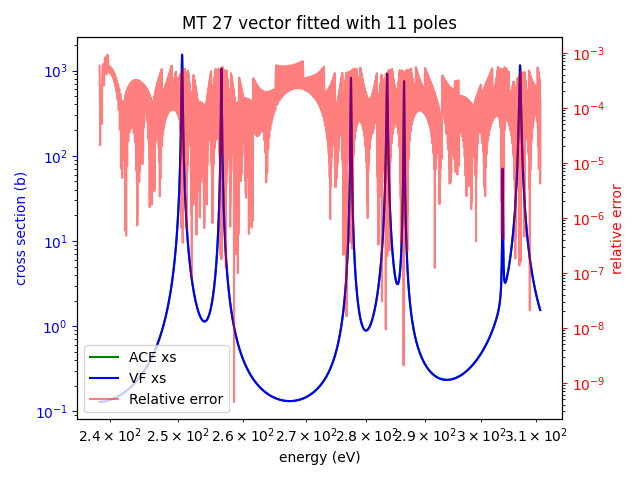 MT 27 vector fitted with 11 poles
10³
10²
10¹
10⁰
10⁻¹
cross section (b)
10⁻³
10⁻⁴
10⁻⁵
10⁻⁶
10⁻⁷
10⁻⁸
10⁻⁹
relative error
ACE xs
VF xs
Relative error
2.4 × 10² 2.5 × 10² 2.6 × 10² 2.7 × 10² 2.8 × 10² 2.9 × 10² 3 × 10² 3.1 × 10²
energy (eV)